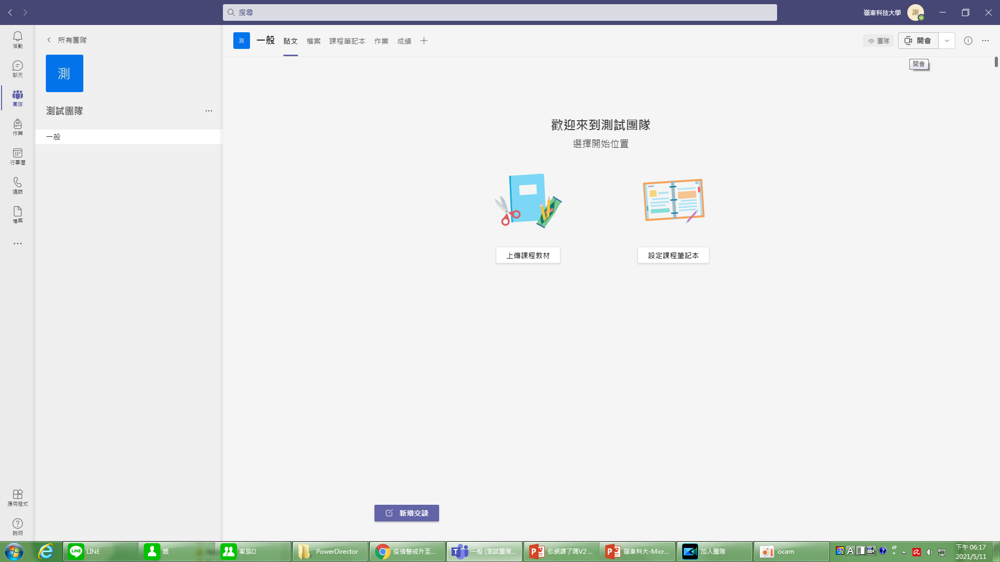 搜尋
嶺東科技大學
謝
活動
聊天
團隊
作業
行事曆
通話
檔案
應用程式
說明
所有團隊
測
測試團隊
一般
測
一般
貼文
檔案
課程筆記本
作業
成績
團隊
開會
開會
歡迎來到測試團隊
選擇開始位置
上傳課程教材
設定課程筆記本
新增交談
LINE
LINE
娘
家族
PowerDirector
疫情警戒升至...
一般 (測試團隊...
你網課了嗎V2 ...
嶺東科大-Micr...
加入團隊
ocam
A
下午 06:17
2021/5/11